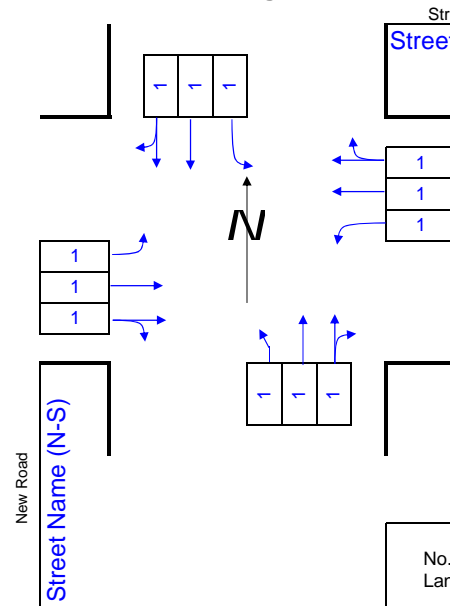 Str
Street
1 1 1
1
1
1
N
1
1
1
1 1 1
New Road
Street Name (N-S)
No.
Lar